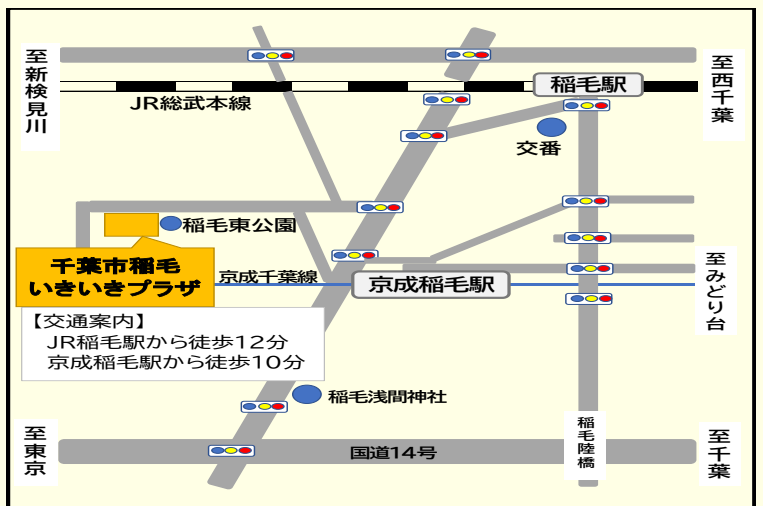 至新検見川
稲毛駅
至西千葉
JR総武本線
交番
稲毛東公園
千葉市稲毛
いきいきプラザ
京成千葉線
京成稲毛駅
至みどり台
【交通案内】
JR稲毛駅から徒歩12分
京成稲毛駅から徒歩10分
稲毛浅間神社
至東京
国道14号
稲毛陸橋
至千葉